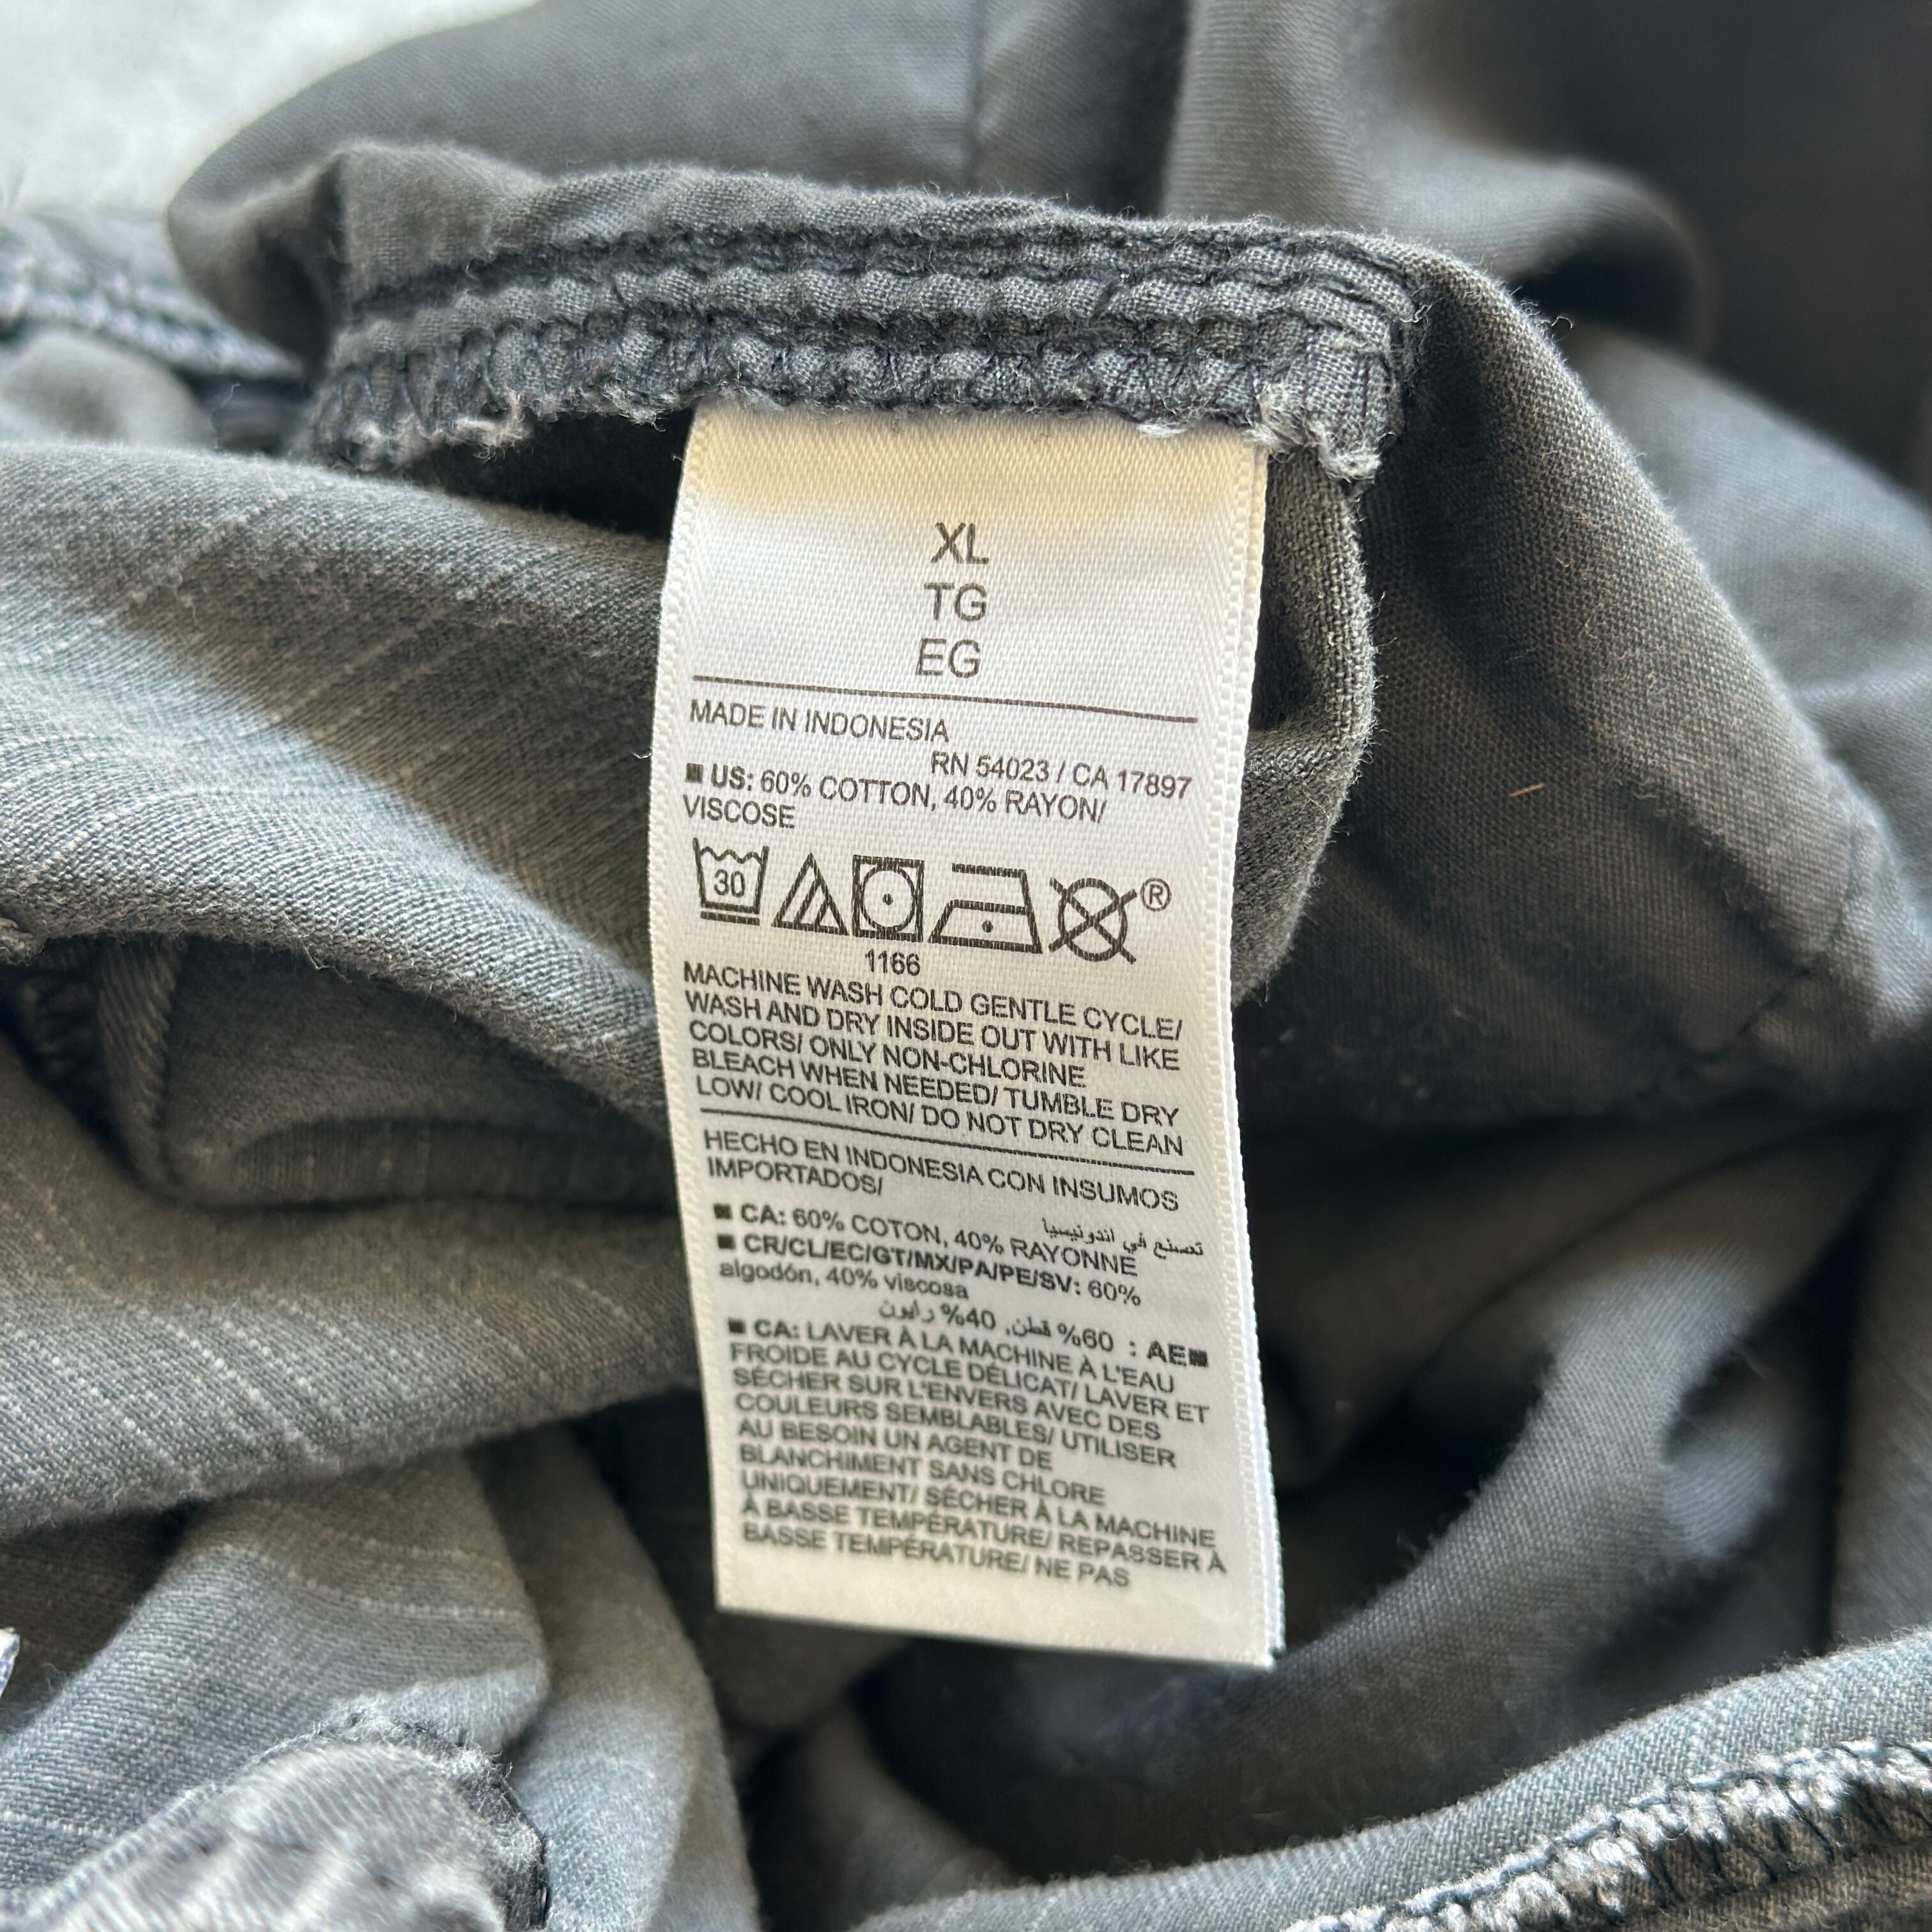 XL
TG
EG
MADE IN INDONESIA
RN 54023 / CA 17897
■ US: 60% COTTON, 40% RAYON/
VISCOSE
30
®
1166
MACHINE WASH COLD GENTLE CYCLE/
WASH AND DRY INSIDE OUT WITH LIKE
COLORS/ ONLY NON-CHLORINE
BLEACH WHEN NEEDED/ TUMBLE DRY
LOW/ COOL IRON/ DO NOT DRY CLEAN
HECHO EN INDONESIA CON INSUMOS
IMPORTADOS/
تصنع في اندونيسيا
■ CA: 60% COTON, 40% RAYONNE
■ CR/CL/EC/GT/MX/PA/PE/SV: 60%
algodón, 40% viscosa
■AE : 60% قطن, 40% رايون
■ CA: LAVER À LA MACHINE À L'EAU
FROIDE AU CYCLE DÉLICAT/ LAVER ET
SÉCHER SUR L'ENVERS AVEC DES
COULEURS SEMBLABLES/ UTILISER
AU BESOIN UN AGENT DE
BLANCHIMENT SANS CHLORE
UNIQUEMENT/ SÉCHER À LA MACHINE
À BASSE TEMPÉRATURE/ REPASSER À
BASSE TEMPÉRATURE/ NE PAS